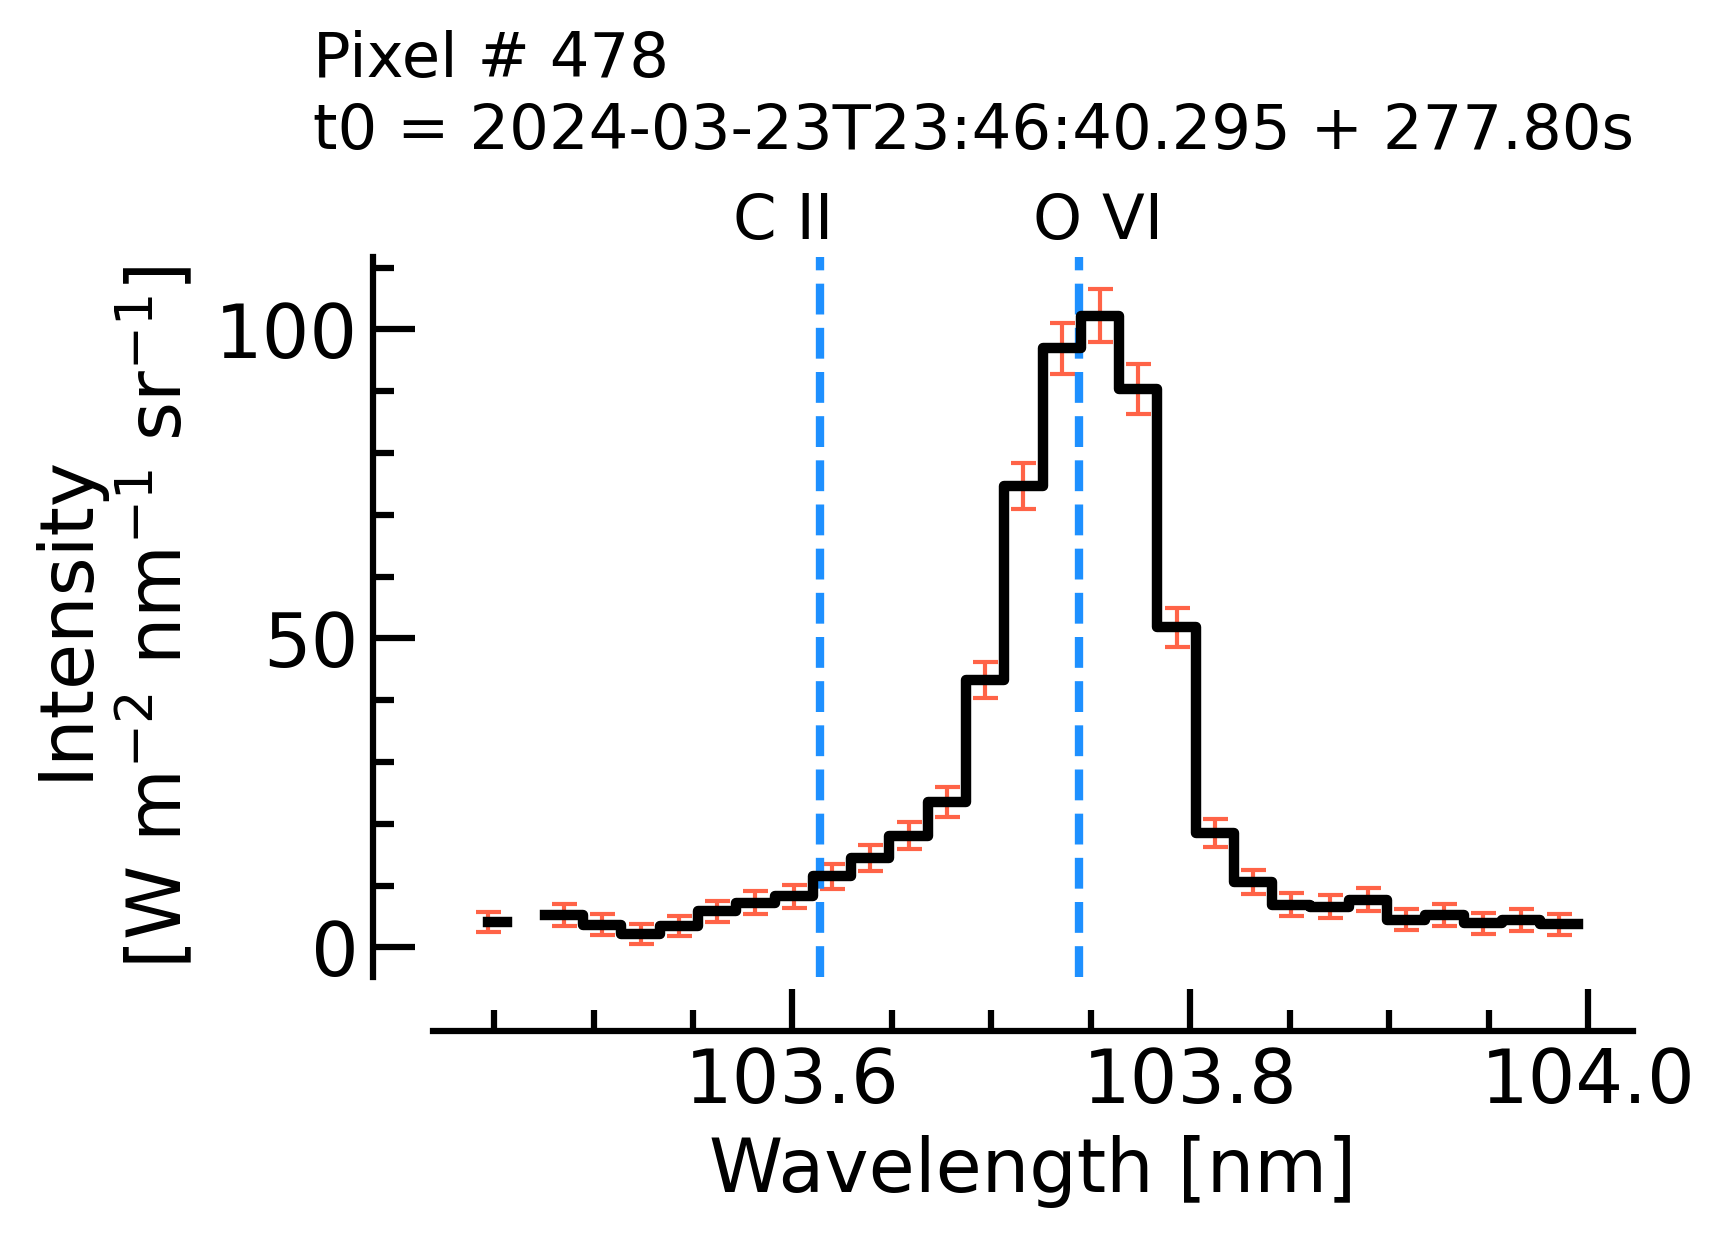 Pixel # 478
t0 = 2024-03-23T23:46:40.295 + 277.80s
C II O VI
Intensity
[W m⁻² nm⁻¹ sr⁻¹]
100
50
0
103.6 103.8 104.0
Wavelength [nm]